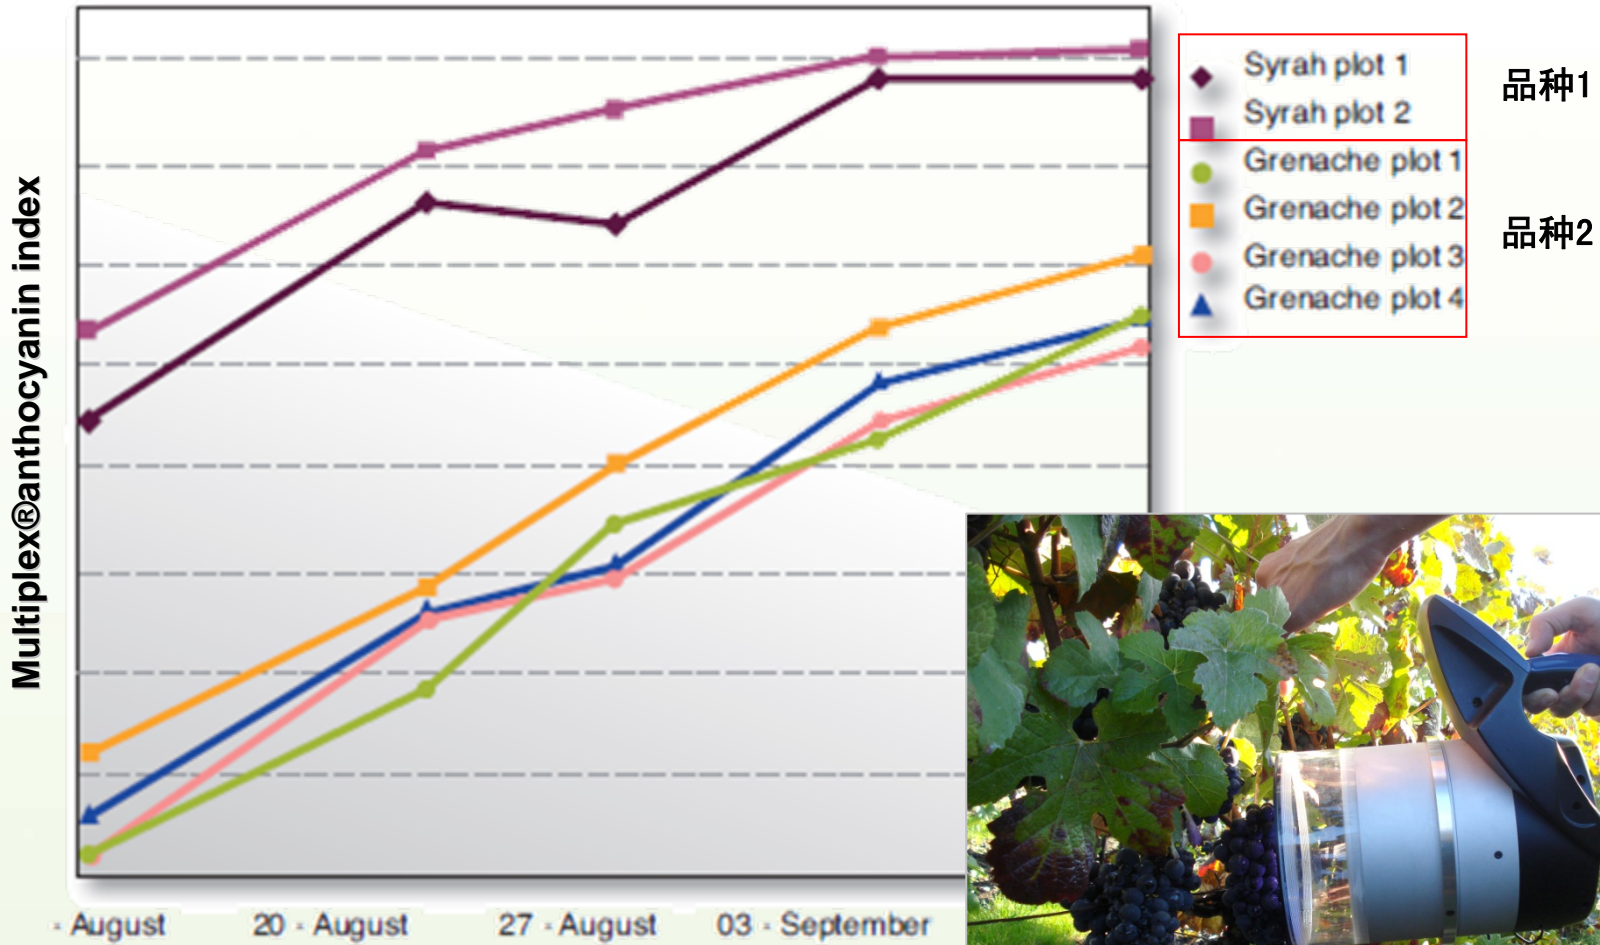 Multiplex®anthocyanin index
Syrah plot 1
Syrah plot 2
Grenache plot 1
Grenache plot 2
Grenache plot 3
Grenache plot 4
品种1
品种2
- August
20 - August
27 - August
03 - September